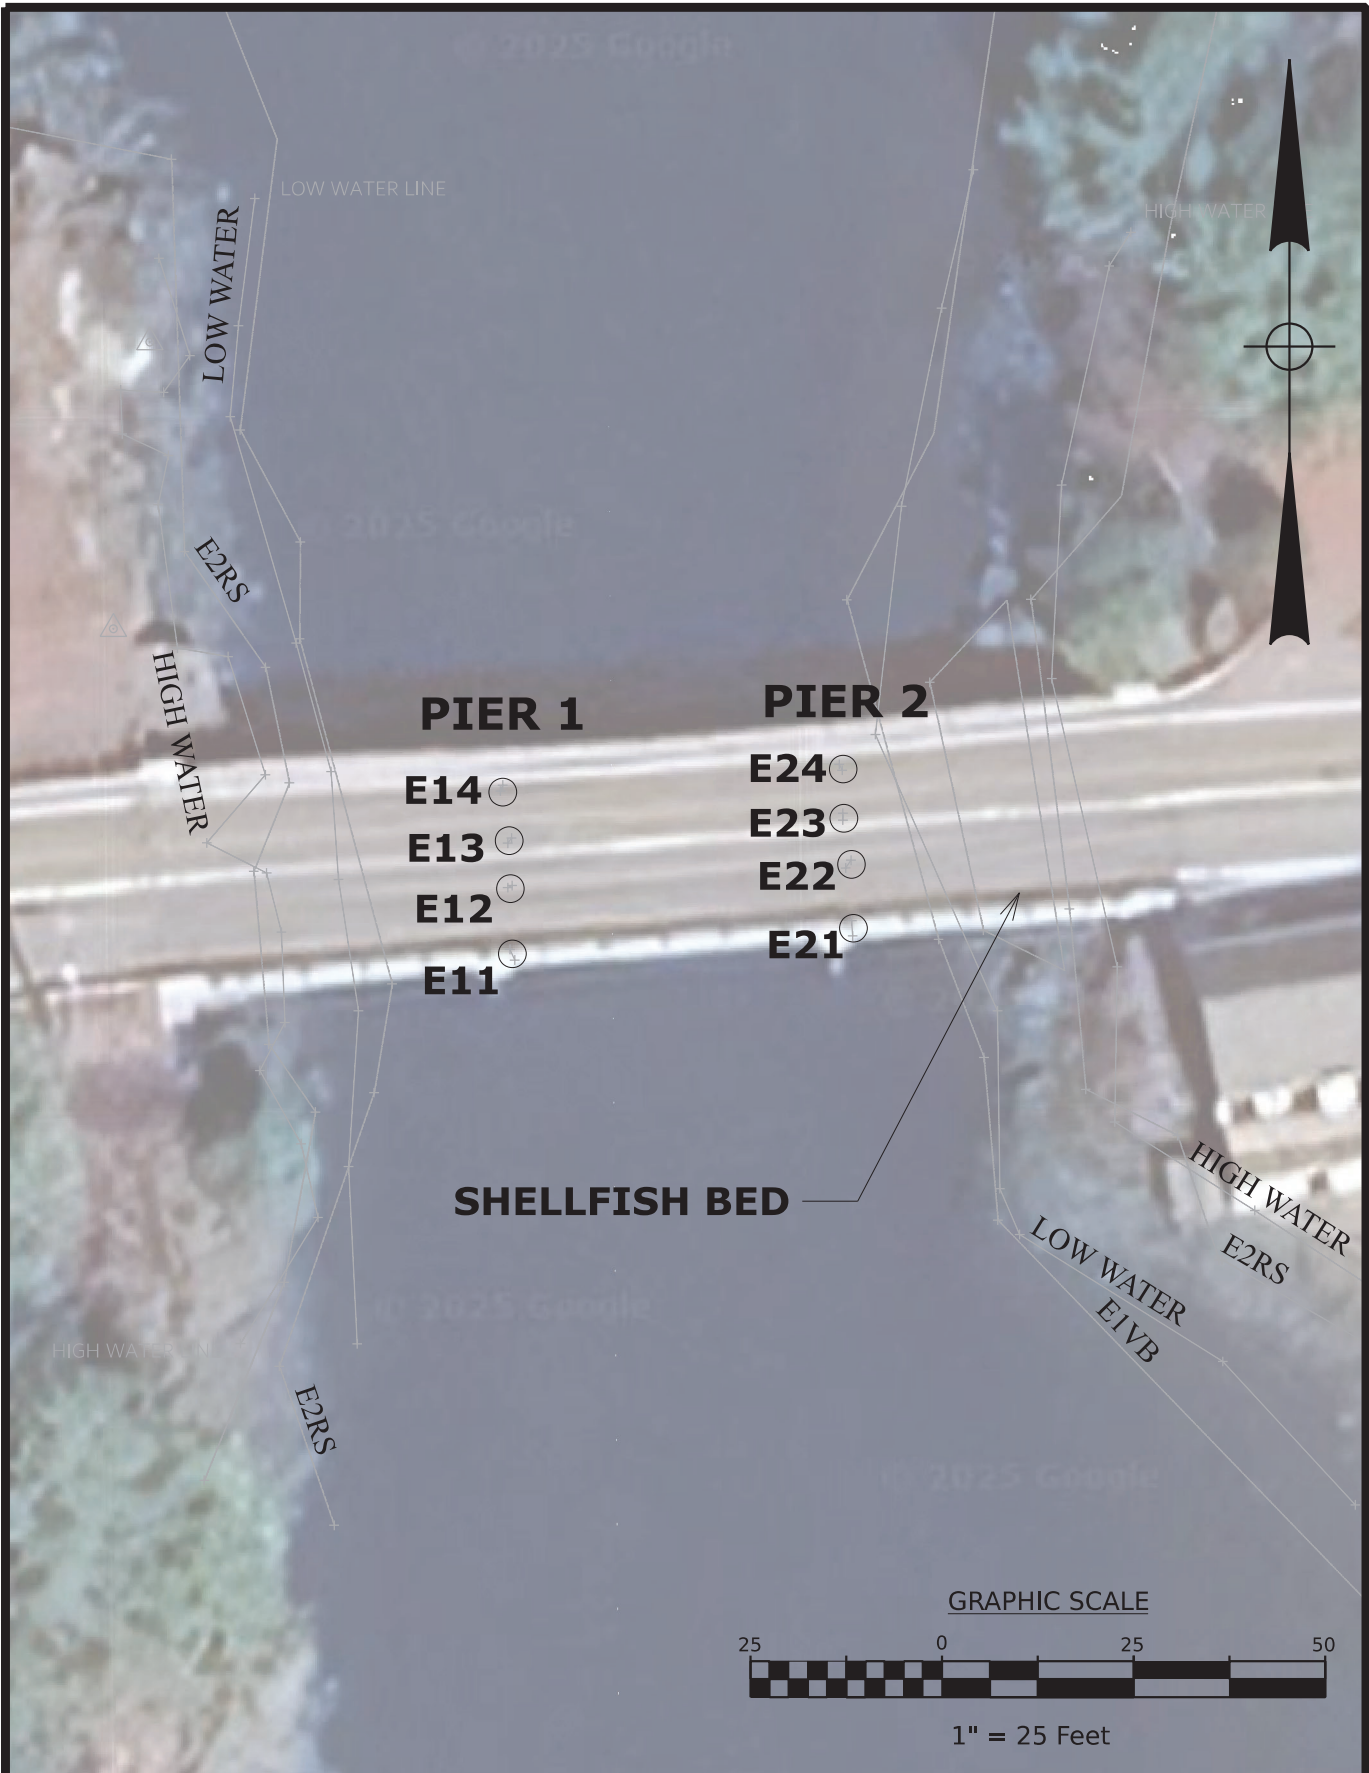 © 2025 Google
LOW WATER LINE
HIGH WATER
LOW WATER
© 2025 Google
E2RS
HIGH WATER
PIER 1
PIER 2
E14
E24
E13
E23
E12
E22
E11
E21
SHELLFISH BED
HIGH WATER
E2RS
LOW WATER
E1VB
© 2025 Google
HIGH WATER LINE
E2RS
© 2025 Google
GRAPHIC SCALE
25 0 25 50
1" = 25 Feet